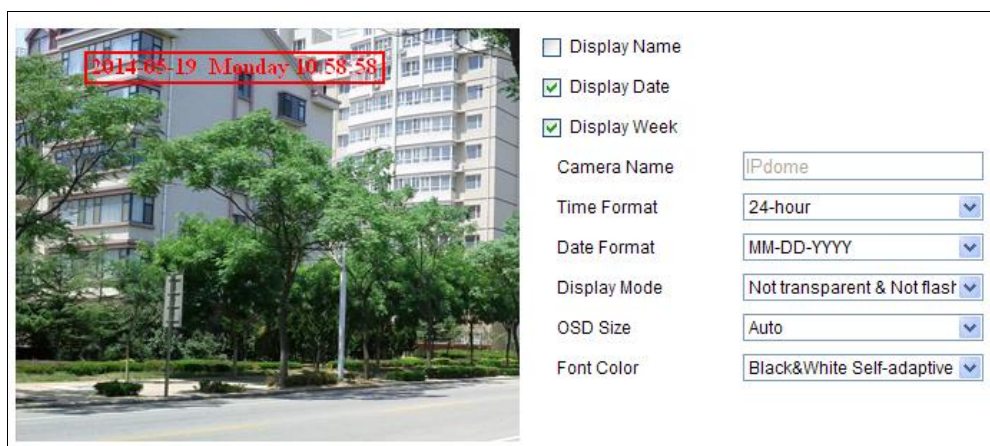 2014-05-19 Monday 10:58:58
Display Name
Display Date
Display Week
Camera Name IPdome
Time Format 24-hour
Date Format MM-DD-YYYY
Display Mode Not transparent & Not flash
OSD Size Auto
Font Color Black&White Self-adaptive